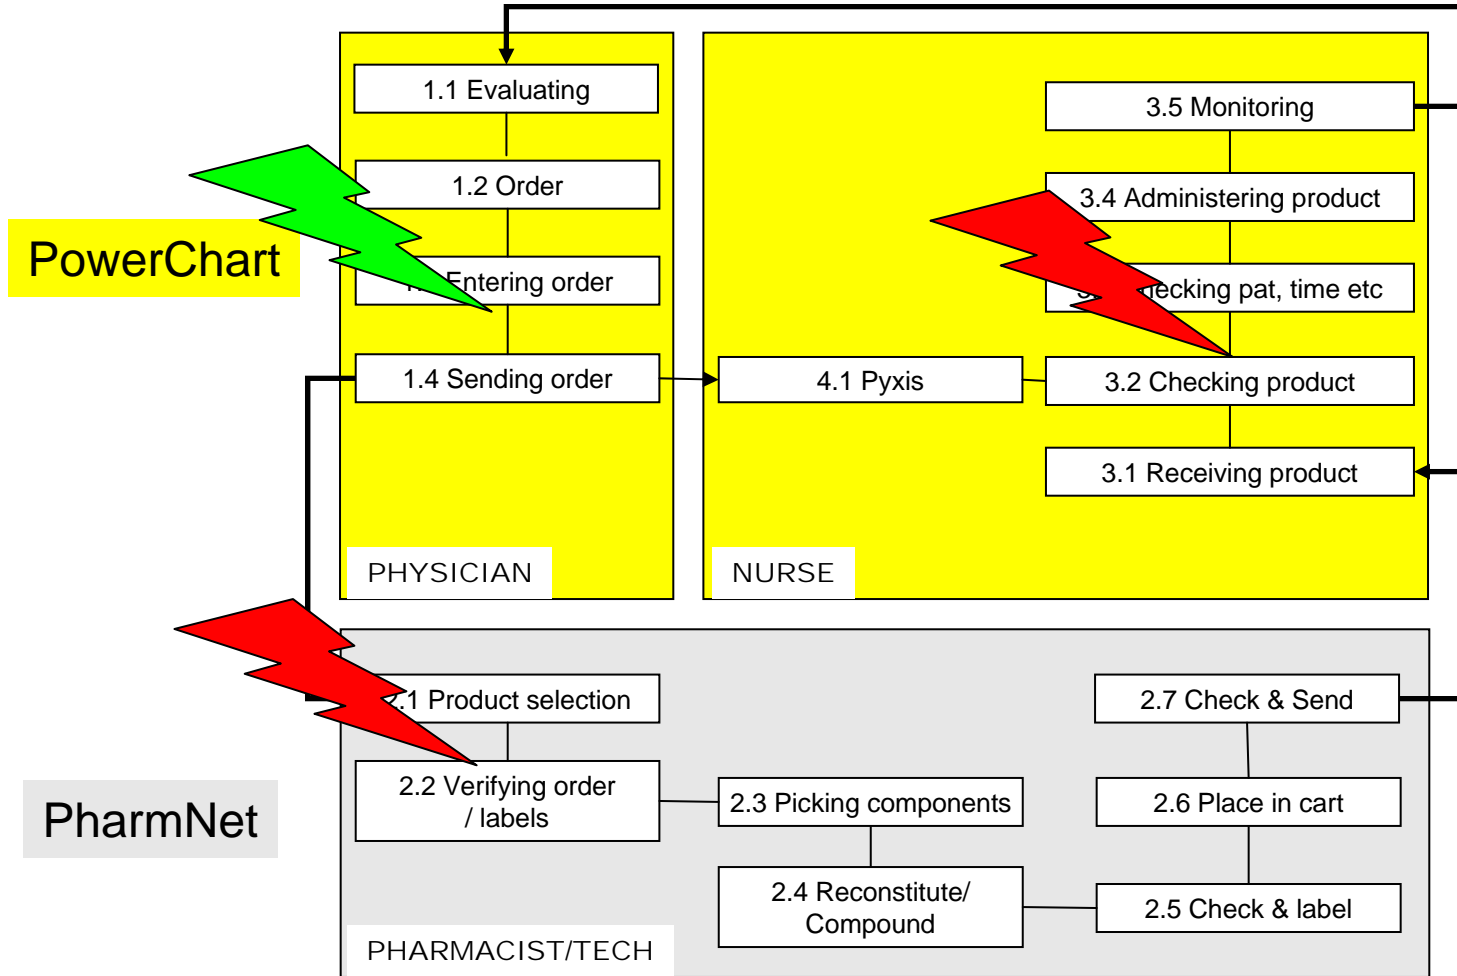 1.1 Evaluating
1.2 Order
Entering order
1.4 Sending order
PHYSICIAN
3.5 Monitoring
3.4 Administering product
hecking pat, time etc
4.1 Pyxis
3.2 Checking product
3.1 Receiving product
NURSE
PowerChart
2.1 Product selection
2.2 Verifying order
/ labels
2.3 Picking components
2.4 Reconstitute/
Compound
2.5 Check & label
2.6 Place in cart
2.7 Check & Send
PHARMACIST/TECH
PharmNet